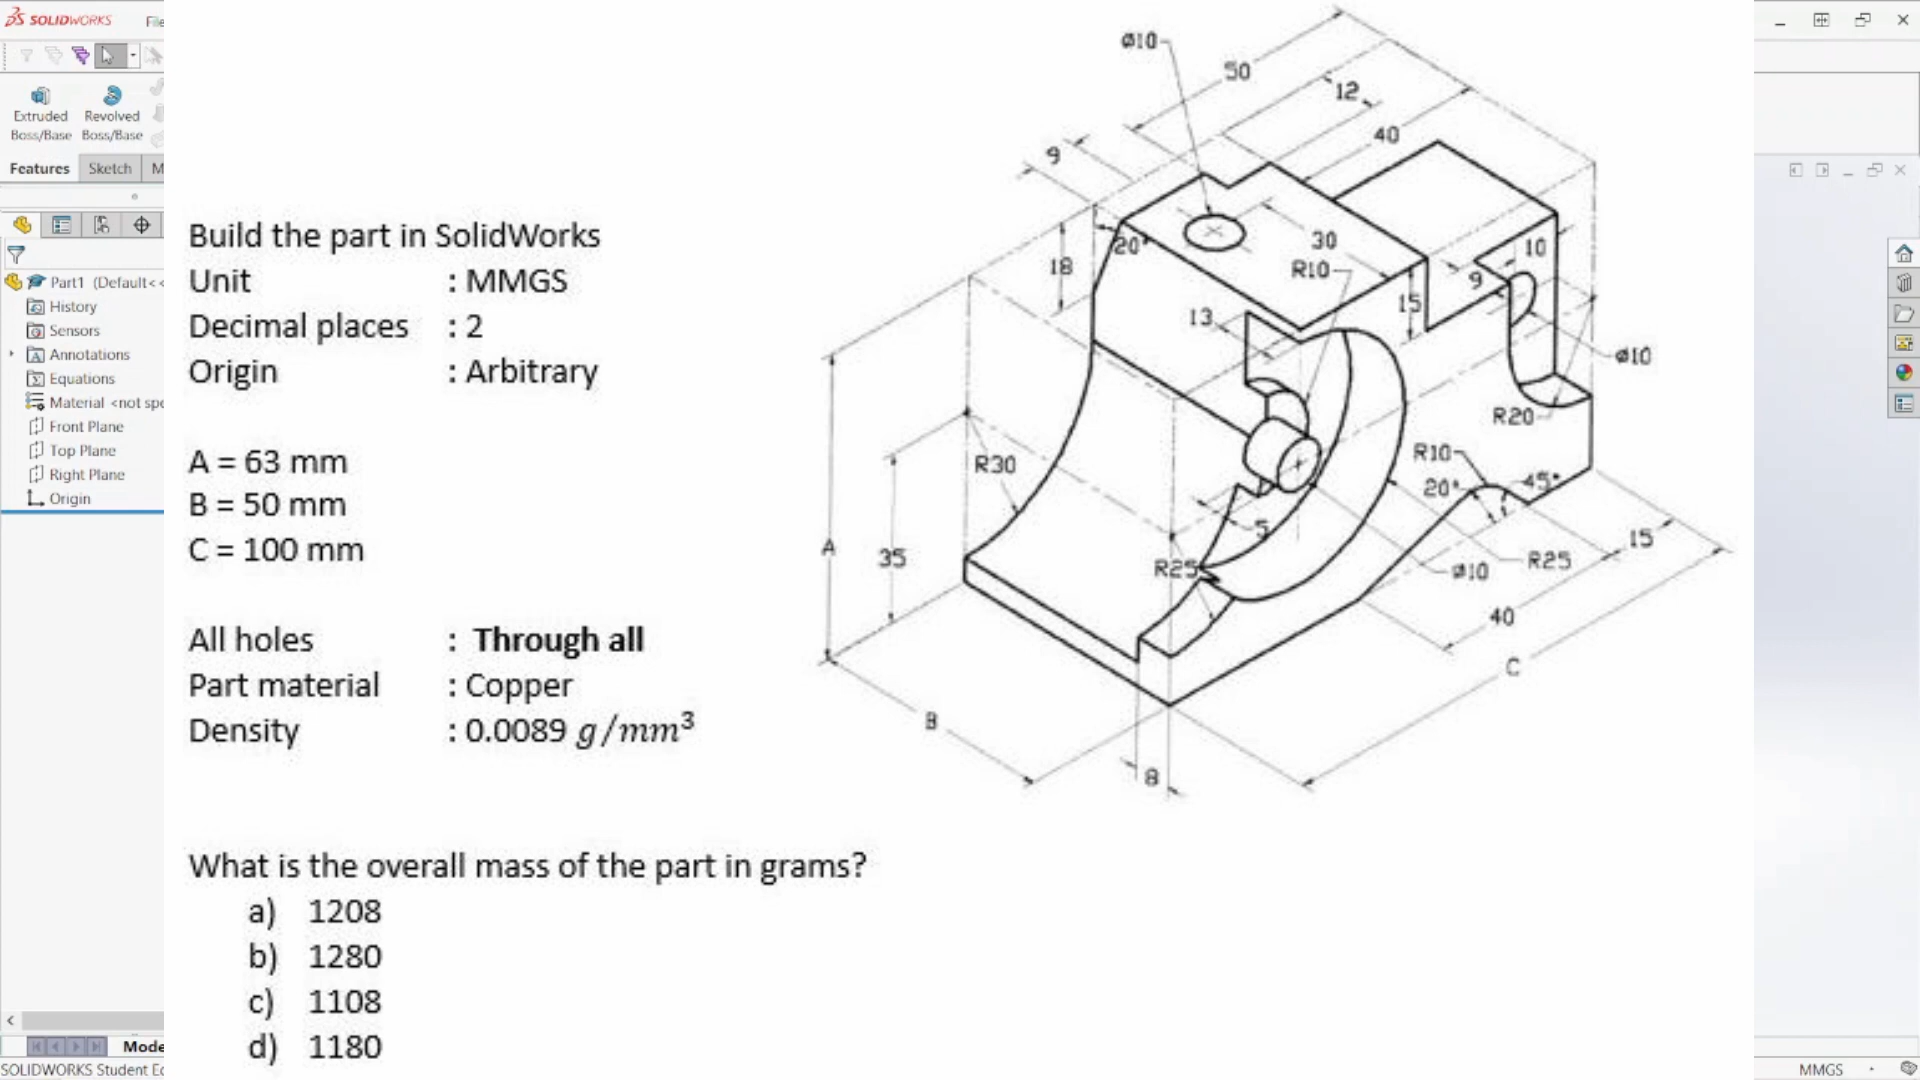 SOLIDWORKS
Extruded Boss/Base
Revolved Boss/Base
Features
Sketch
M
Part1 (Default<
History
Sensors
Annotations
Equations
Material <not spe
Front Plane
Top Plane
Right Plane
Origin
Build the part in SolidWorks
Unit : MMGS
Decimal places : 2
Origin : Arbitrary
A = 63 mm
B = 50 mm
C = 100 mm
All holes : Through all
Part material : Copper
Density : 0.0089 g/mm³
What is the overall mass of the part in grams?
a) 1208
b) 1280
c) 1108
d) 1180
ø10
50
12
40
9
20°
18
30
R10
10
9
15
13
ø10
R20
R30
R10
20°
45°
A
35
5
R25
ø10
R25
15
40
C
B
8
Mode
SOLIDWORKS Student Ed
MMGS